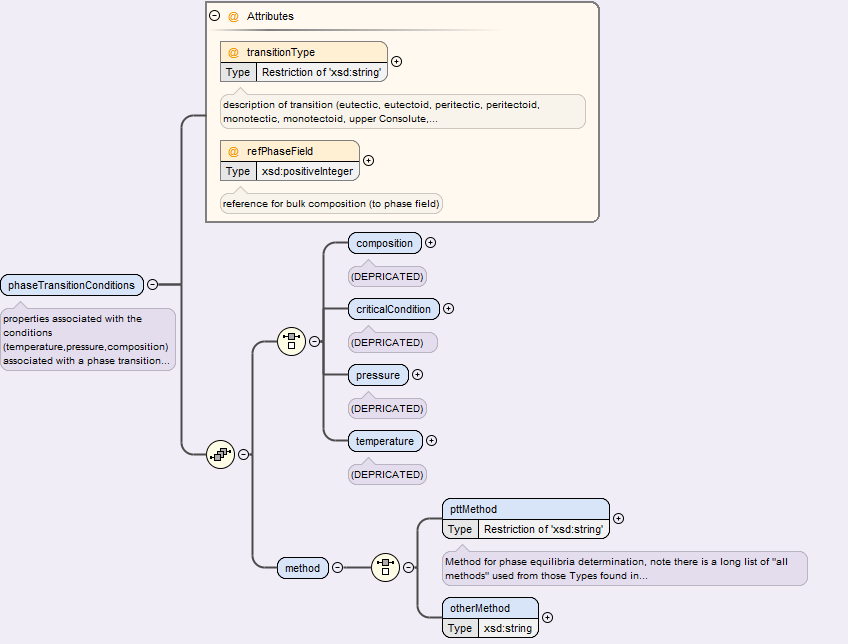 @ Attributes
@ transitionType
Type Restriction of 'xsd:string'
description of transition (eutectic, eutectoid, peritectic, peritectoid,
monotectic, monotectoid, upper Consolute,...
@ refPhaseField
Type xsd:positiveInteger
reference for bulk composition (to phase field)
phaseTransitionConditions
properties associated with the
conditions
(temperature,pressure,composition)
associated with a phase transition...
composition
(DEPRICATED)
criticalCondition
(DEPRICATED)
pressure
(DEPRICATED)
temperature
(DEPRICATED)
method
pttMethod
Type Restriction of 'xsd:string'
Method for phase equilibria determination, note there is a long list of "all
methods" used from those Types found in...
otherMethod
Type xsd:string